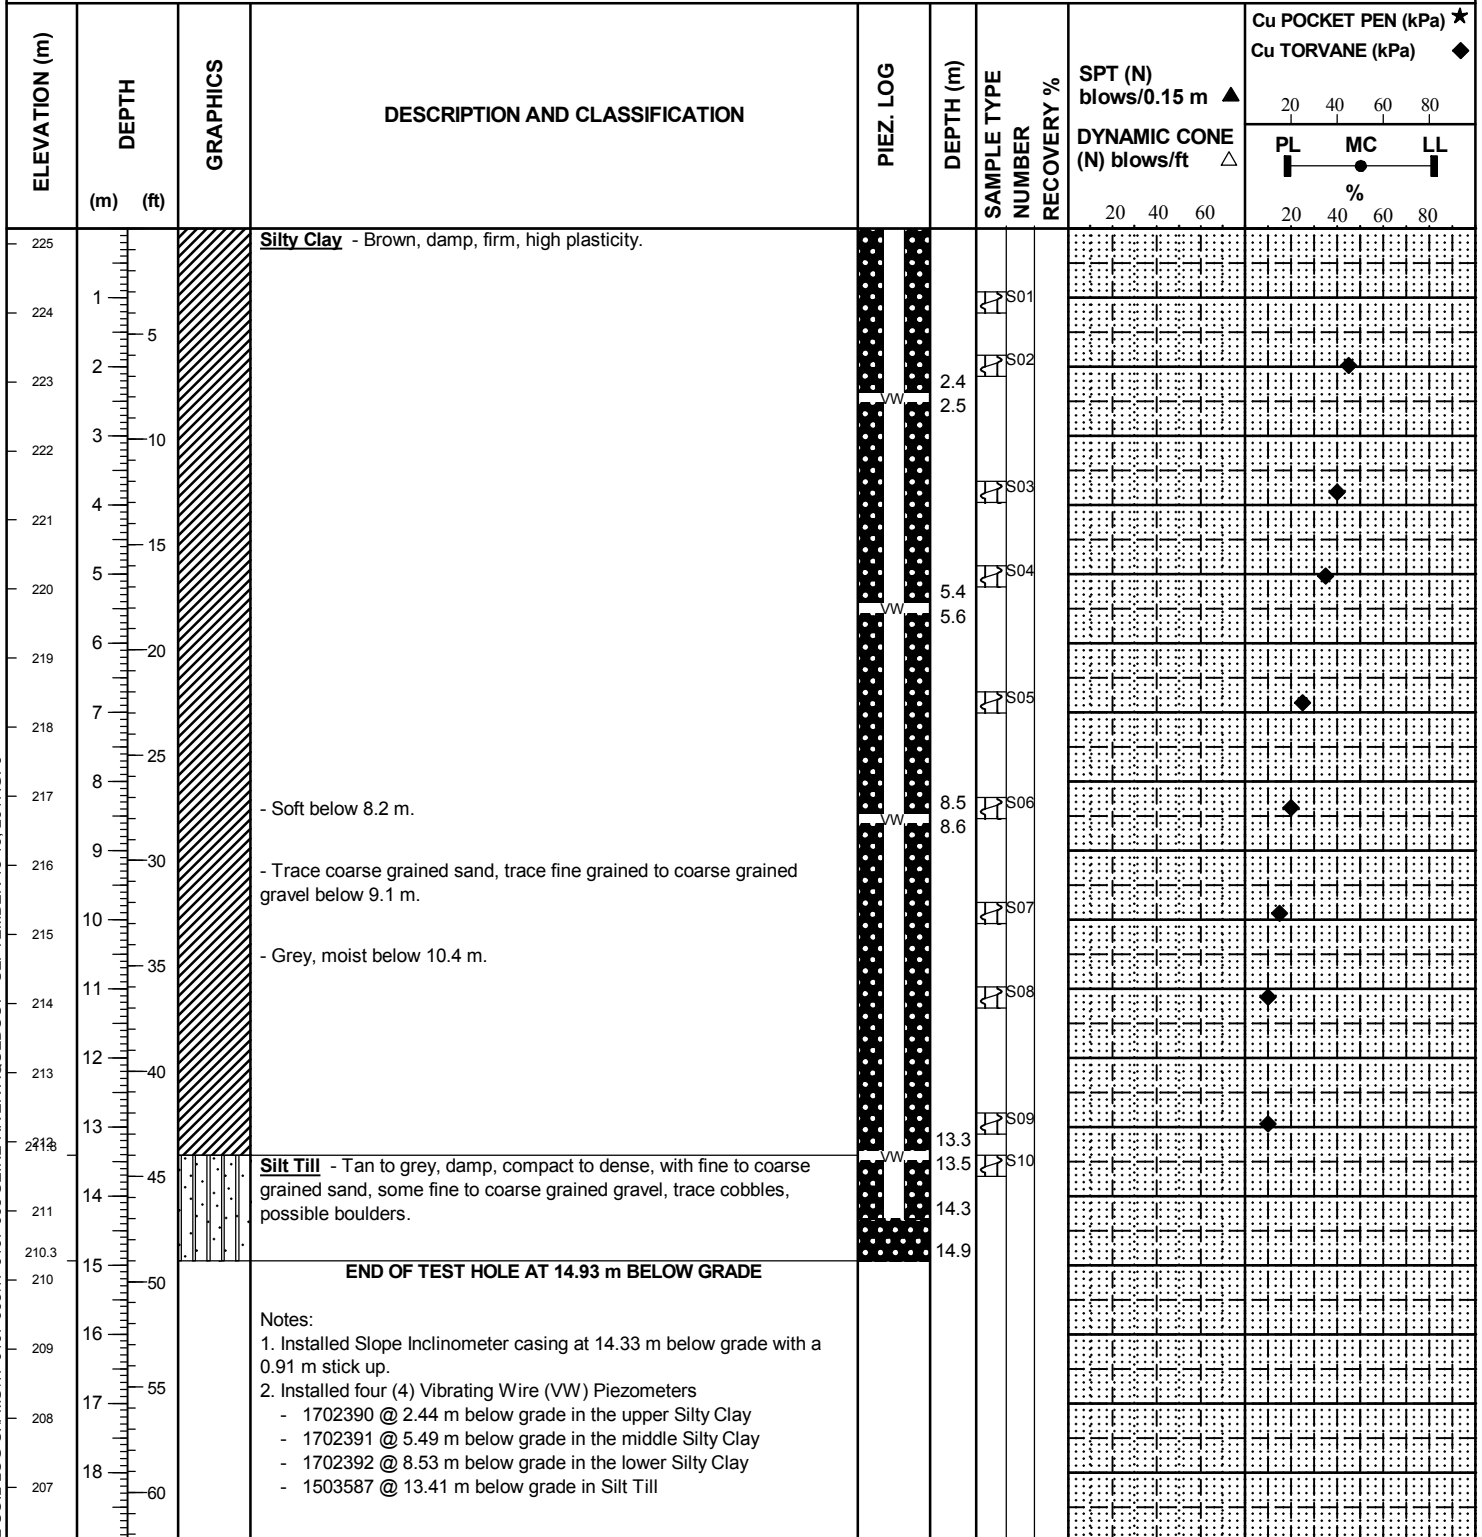 ELEVATION (m)
DEPTH
(m) (ft)
GRAPHICS
DESCRIPTION AND CLASSIFICATION
PIEZ. LOG
DEPTH (m)
SAMPLE TYPE
NUMBER
RECOVERY %
SPT (N)
blows/0.15 m ▲
DYNAMIC CONE
(N) blows/ft △
20 40 60
Cu POCKET PEN (kPa) ★
Cu TORVANE (kPa) ◆
20 40 60 80
PL MC LL
%
20 40 60 80
225
Silty Clay - Brown, damp, firm, high plasticity.
1
S01
224
5
2
S02
223
2.4
VW
2.5
3
10
222
S03
4
221
15
5
S04
220
5.4
VW
5.6
6
20
219
S05
7
218
25
8
217
- Soft below 8.2 m.
8.5
S06
VW
8.6
9
30
216
- Trace coarse grained sand, trace fine grained to coarse grained
gravel below 9.1 m.
S07
10
215
- Grey, moist below 10.4 m.
35
11
S08
214
12
40
213
13
S09
212
211.8
13.3
VW
13.5
S10
Silt Till - Tan to grey, damp, compact to dense, with fine to coarse
grained sand, some fine to coarse grained gravel, trace cobbles,
possible boulders.
45
14
211
14.3
210.3
14.9
15
END OF TEST HOLE AT 14.93 m BELOW GRADE
210
50
Notes:
1. Installed Slope Inclinometer casing at 14.33 m below grade with a
0.91 m stick up.
16
209
2. Installed four (4) Vibrating Wire (VW) Piezometers
55
17
- 1702390 @ 2.44 m below grade in the upper Silty Clay
208
- 1702391 @ 5.49 m below grade in the middle Silty Clay
- 1702392 @ 8.53 m below grade in the lower Silty Clay
18
- 1503587 @ 13.41 m below grade in Silt Till
207
60